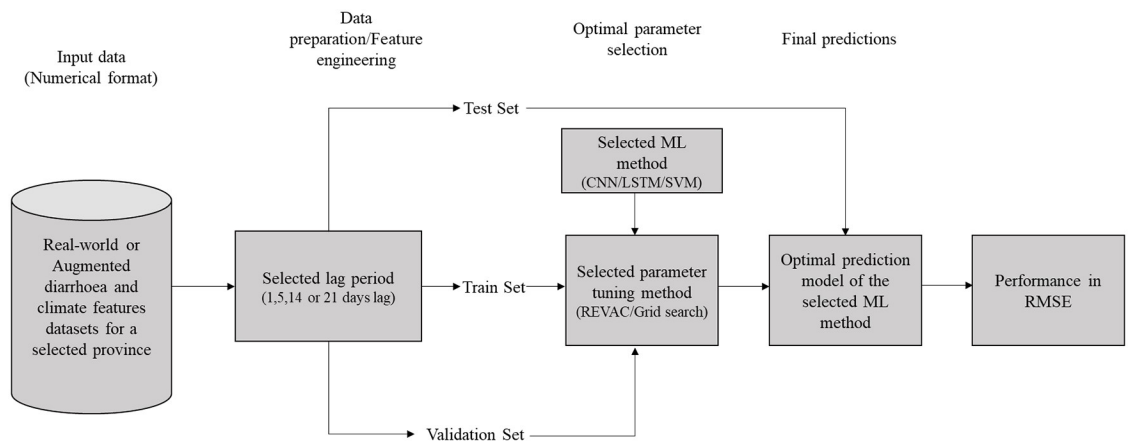 Input data
(Numerical format)
Data
preparation/Feature
engineering
Optimal parameter
selection
Final predictions
Real-world or
Augmented
diarrhoea and
climate features
datasets for a
selected province
Selected lag period
(1,5,14 or 21 days lag)
Test Set
Train Set
Validation Set
Selected ML
method
(CNN/LSTM/SVM)
Selected parameter
tuning method
(REVAC/Grid search)
Optimal prediction
model of the
selected ML
method
Performance in
RMSE